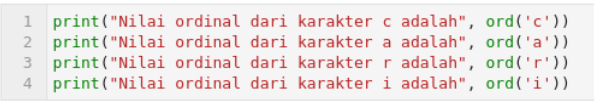 1 print("Nilai ordinal dari karakter c adalah", ord('c'))
2 print("Nilai ordinal dari karakter a adalah", ord('a'))
3 print("Nilai ordinal dari karakter r adalah", ord('r'))
4 print("Nilai ordinal dari karakter i adalah", ord('i'))